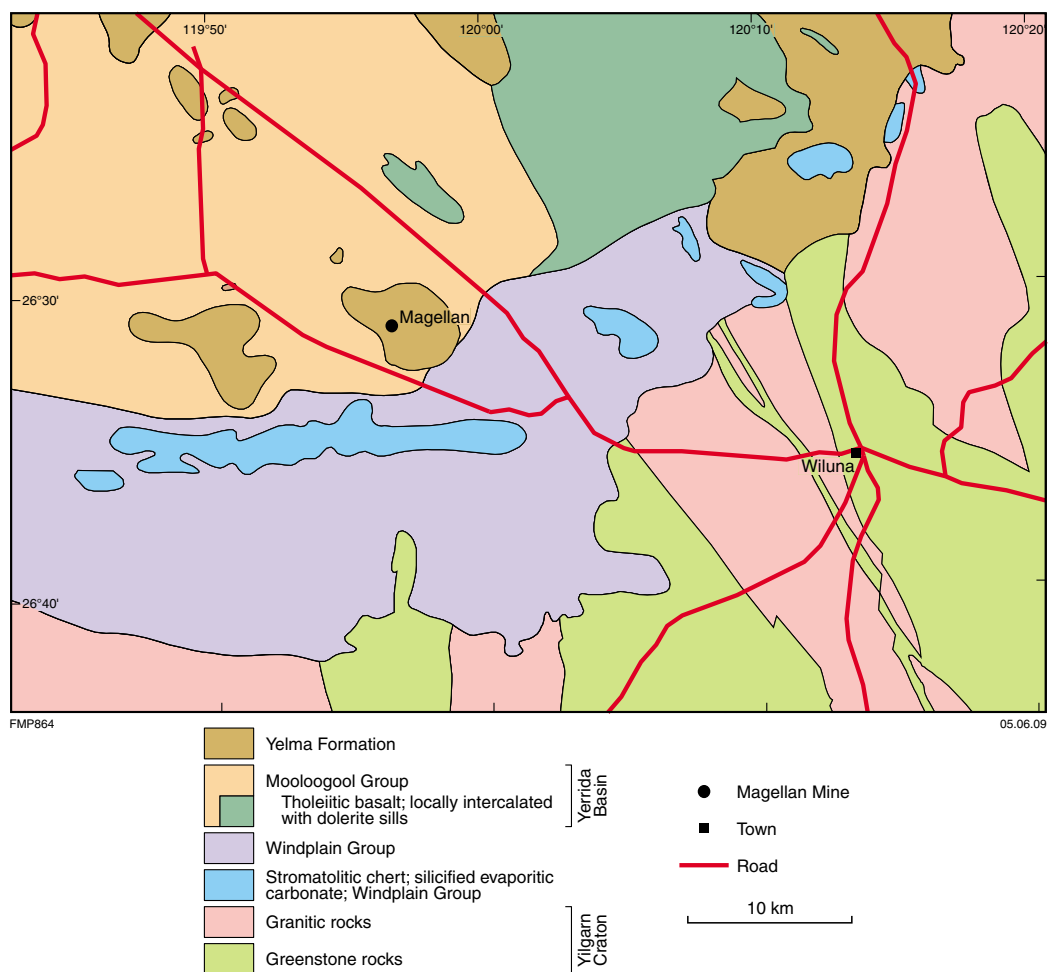 119°50'
120°00'
120°10'
120°20'
26°30'
Magellan
Wiluna
26°40'
FMP864
05.06.09
Yelma Formation
Mooloogool Group
Tholeiitic basalt; locally intercalated
with dolerite sills
Yerrida
Basin
Windplain Group
Stromatolitic chert; silicified evaporitic
carbonate; Windplain Group
Granitic rocks
Greenstone rocks
Yilgarn
Craton
Magellan Mine
Town
Road
10 km